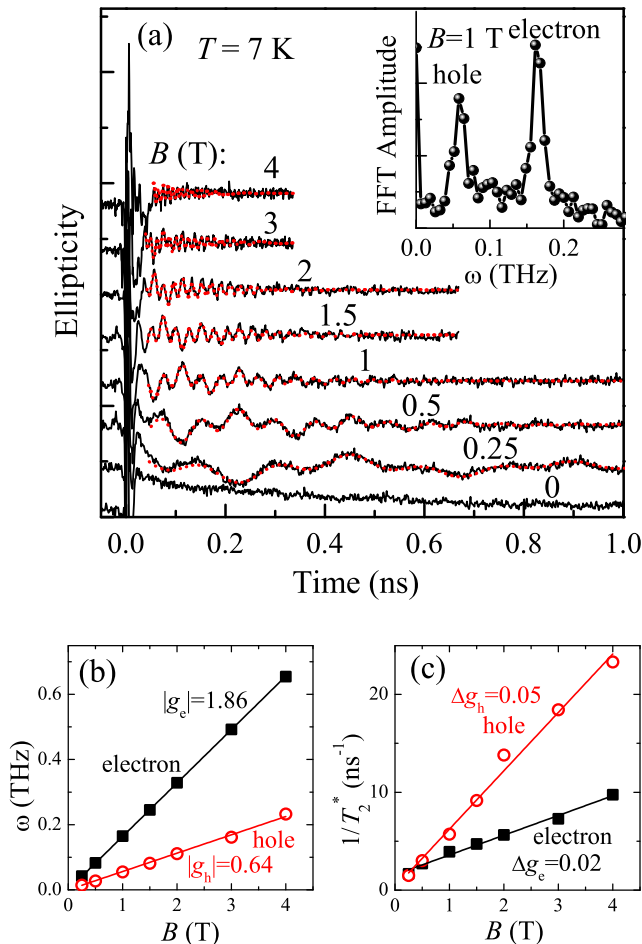 (a)
T = 7 K
B=1 T
electron
hole
FFT Amplitude
0.0 0.1 0.2
ω (THz)
B (T):
4
3
2
1.5
1
0.5
0.25
0
Ellipticity
0.0 0.2 0.4 0.6 0.8 1.0
Time (ns)
(b)
|g_e|=1.86
electron
hole
|g_h|=0.64
ω (THz)
0.6
0.4
0.2
0.0
0 1 2 3 4
B (T)
(c)
Δg_h=0.05
hole
electron
Δg_e=0.02
1/T_2^* (ns^-1)
20
10
0
0 1 2 3 4
B (T)